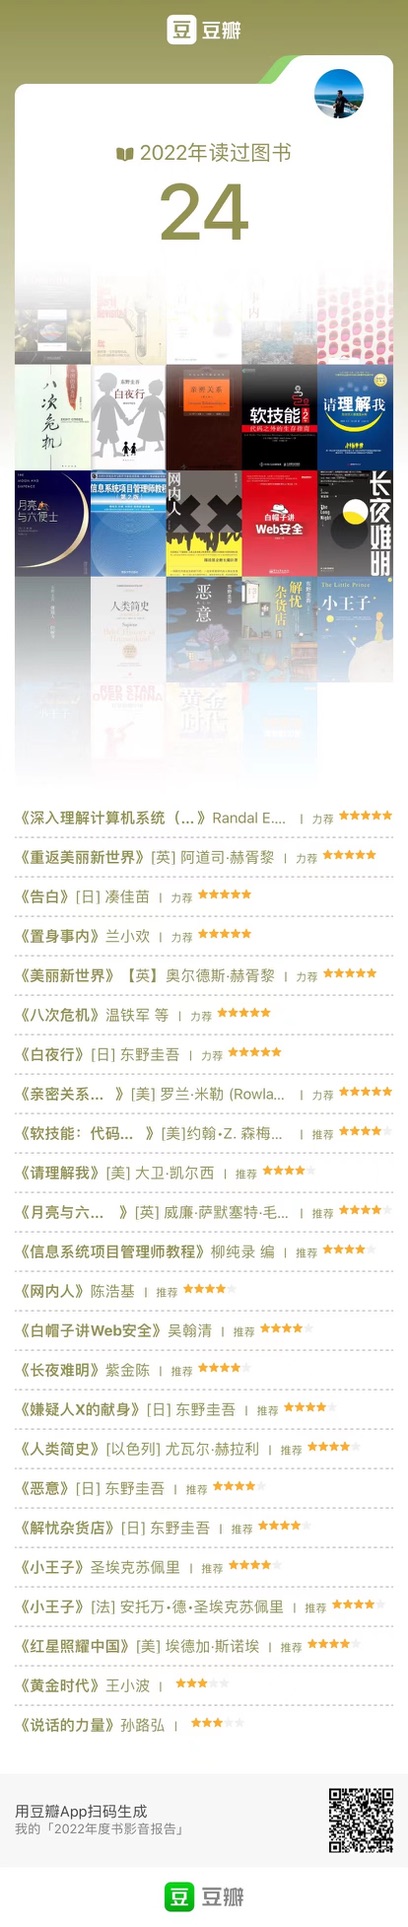 豆 豆瓣
2022年读过图书
24
八次危机
东野圭吾
白夜行
亲密关系
软技能
代码之外的生存指南
请理解我
月亮与六便士
信息系统项目管理师教程
网内人
白帽子讲
Web安全
长夜难明
The Long Night
人类简史
恶意
解忧杂货店
The Little Prince
小王子
RED STAR OVER CHINA
黄金时代
《深入理解计算机系统（...》Randal E.... | 力荐
《重返美丽新世界》[英] 阿道司·赫胥黎 | 力荐
《告白》[日] 凑佳苗 | 力荐
《置身事内》兰小欢 | 力荐
《美丽新世界》【英】奥尔德斯·赫胥黎 | 力荐
《八次危机》温铁军 等 | 力荐
《白夜行》[日] 东野圭吾 | 力荐
《亲密关系... 》[美] 罗兰·米勒 (Rowla... | 力荐
《软技能：代码... 》[美]约翰•Z. 森梅... | 推荐
《请理解我》[美] 大卫·凯尔西 | 推荐
《月亮与六... 》[英] 威廉·萨默塞特·毛... | 推荐
《信息系统项目管理师教程》柳纯录 编 | 推荐
《网内人》陈浩基 | 推荐
《白帽子讲Web安全》吴翰清 | 推荐
《长夜难明》紫金陈 | 推荐
《嫌疑人X的献身》[日] 东野圭吾 | 推荐
《人类简史》[以色列] 尤瓦尔·赫拉利 | 推荐
《恶意》[日] 东野圭吾 | 推荐
《解忧杂货店》[日] 东野圭吾 | 推荐
《小王子》圣埃克苏佩里 | 推荐
《小王子》[法] 安托万•德•圣埃克苏佩里 | 推荐
《红星照耀中国》[美] 埃德加·斯诺埃 | 推荐
《黄金时代》王小波 |
《说话的力量》孙路弘 |
用豆瓣App扫码生成
我的「2022年度书影音报告」
豆 豆瓣